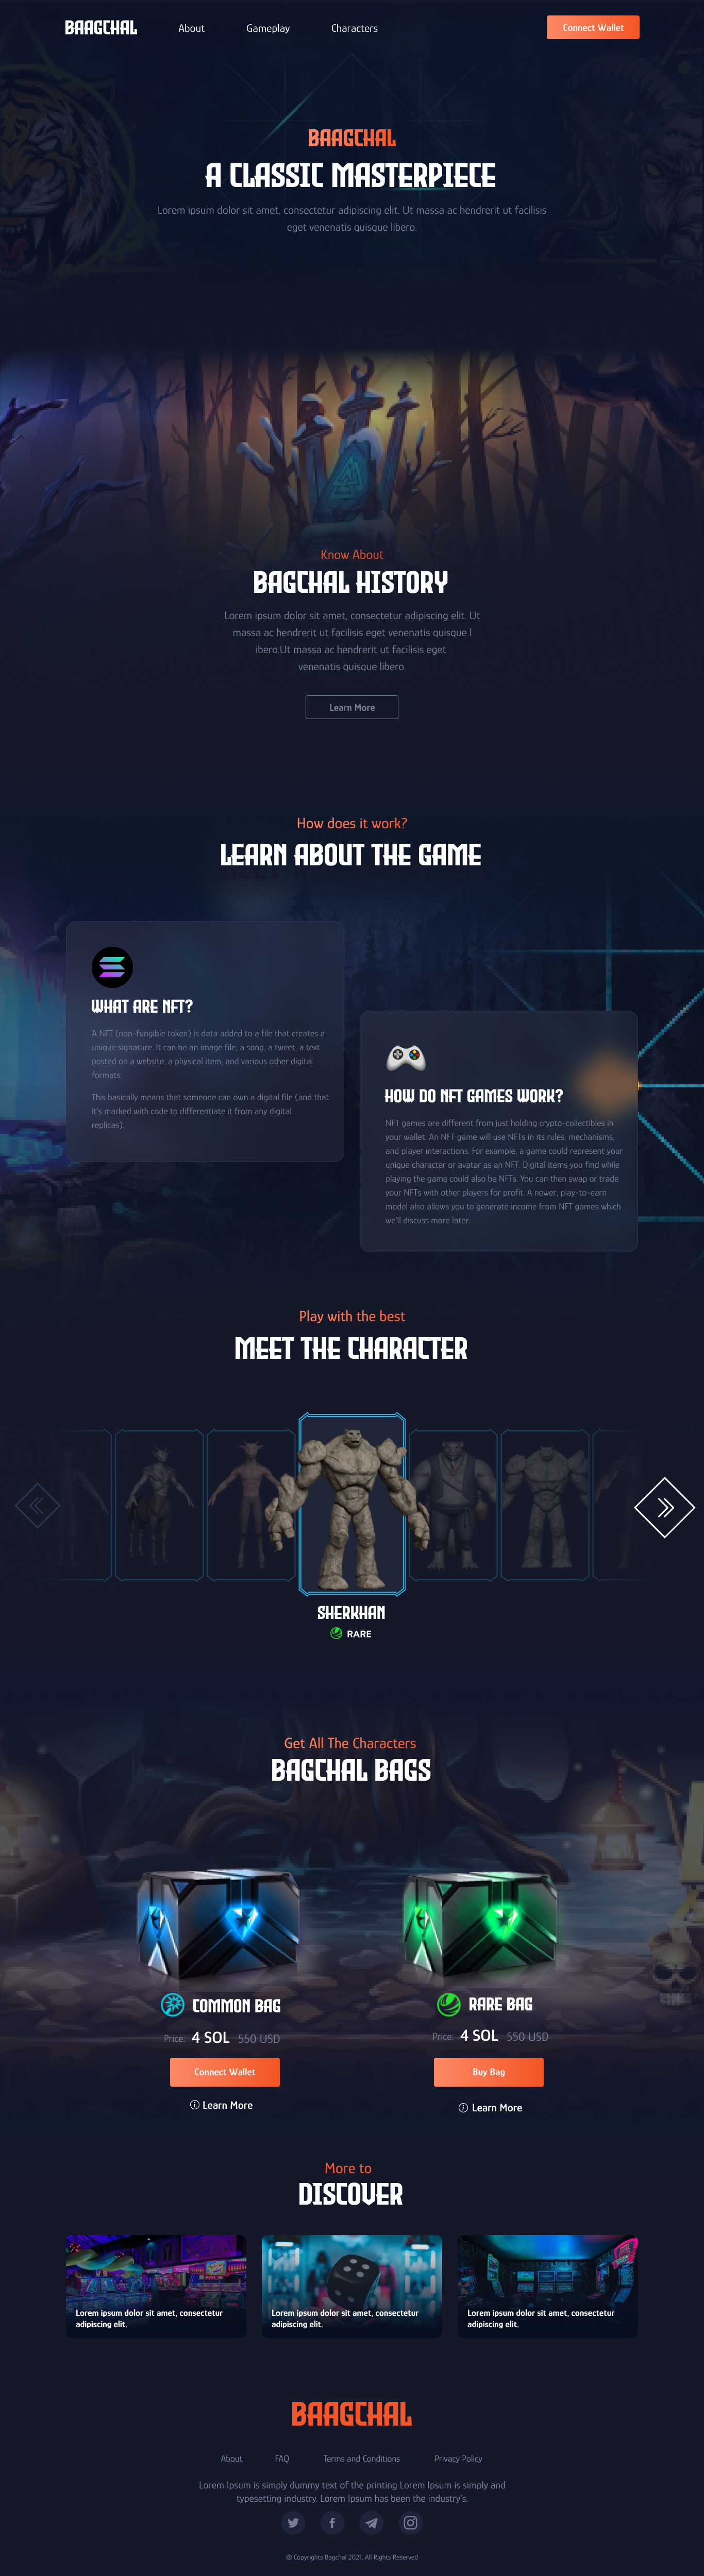 BAAGCHAL
About
Gameplay
Characters
Connect Wallet
BAAGCHAL
A CLASSIC MASTERPIECE
Lorem ipsum dolor sit amet, consectetur adipiscing elit. Ut massa ac hendrerit ut facilisis
eget venenatis quisque libero.
Know About
BAGCHAL HISTORY
Lorem ipsum dolor sit amet, consectetur adipiscing elit. Ut
massa ac hendrerit ut facilisis eget venenatis quisque l
ibero.Ut massa ac hendrerit ut facilisis eget
venenatis quisque libero.
Learn More
How does it work?
LEARN ABOUT THE GAME
WHAT ARE NFT?
A NFT (non-fungible token) is data added to a file that creates a
unique signature. It can be an image file, a song, a tweet, a text
posted on a website, a physical item, and various other digital
formats.
This basically means that someone can own a digital file (and that
it's marked with code to differentiate it from any digital
replicas).
HOW DO NFT GAMES WORK?
NFT games are different from just holding crypto-collectibles in
your wallet. An NFT game will use NFTs in its rules, mechanisms,
and player interactions. For example, a game could represent your
unique character or avatar as an NFT. Digital items you find while
playing the game could also be NFTs. You can then swap or trade
your NFTs with other players for profit. A newer, play-to-earn
model also allows you to generate income from NFT games which
we'll discuss more later.
Play with the best
MEET THE CHARACTER
SHERKHAN
RARE
Get All The Characters
BAGCHAL BAGS
COMMON BAG
Price: 4 SOL 550 USD
Connect Wallet
Learn More
RARE BAG
Price: 4 SOL 550 USD
Buy Bag
Learn More
More to
DISCOVER
Lorem ipsum dolor sit amet, consectetur
adipiscing elit.
Lorem ipsum dolor sit amet, consectetur
adipiscing elit.
Lorem ipsum dolor sit amet, consectetur
adipiscing elit.
BAAGCHAL
About
FAQ
Terms and Conditions
Privacy Policy
Lorem Ipsum is simply dummy text of the printing Lorem Ipsum is simply and
typesetting industry. Lorem Ipsum has been the industry's.
© Copyrights Bagchal 2021. All Rights Reserved